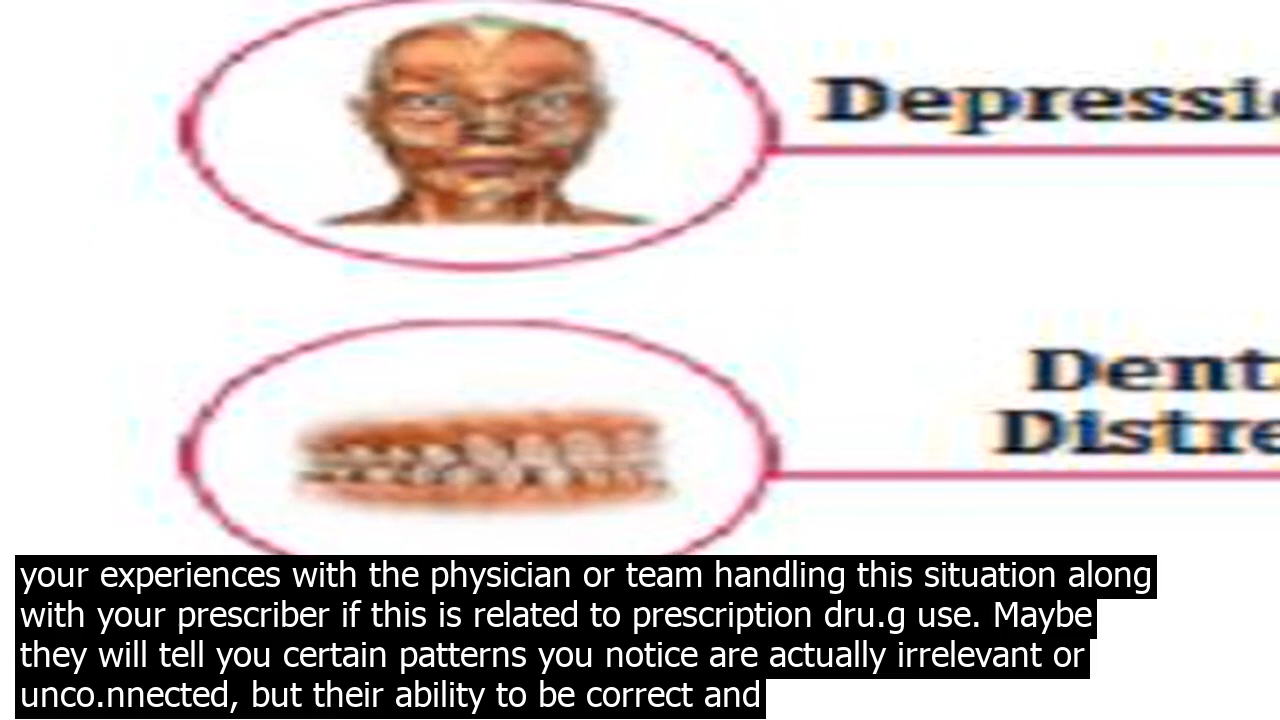 Depressi
Dent
Distre
your experiences with the physician or team handling this situation along
with your prescriber if this is related to prescription dru.g use. Maybe
they will tell you certain patterns you notice are actually irrelevant or
unco.nnected, but their ability to be correct and